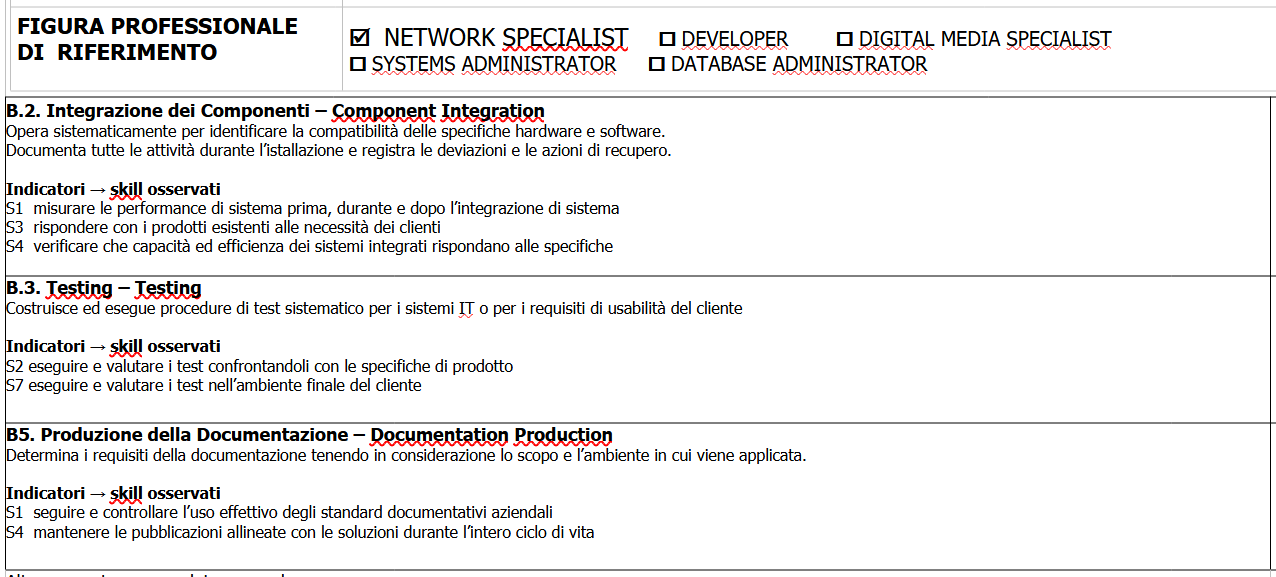 FIGURA PROFESSIONALE
DI RIFERIMENTO
☑ NETWORK SPECIALIST ☐ DEVELOPER ☐ DIGITAL MEDIA SPECIALIST
☐ SYSTEMS ADMINISTRATOR ☐ DATABASE ADMINISTRATOR
B.2. Integrazione dei Componenti – Component Integration
Opera sistematicamente per identificare la compatibilità delle specifiche hardware e software.
Documenta tutte le attività durante l’istallazione e registra le deviazioni e le azioni di recupero.
Indicatori → skill osservati
S1 misurare le performance di sistema prima, durante e dopo l’integrazione di sistema
S3 rispondere con i prodotti esistenti alle necessità dei clienti
S4 verificare che capacità ed efficienza dei sistemi integrati rispondano alle specifiche
B.3. Testing – Testing
Costruisce ed esegue procedure di test sistematico per i sistemi IT o per i requisiti di usabilità del cliente
Indicatori → skill osservati
S2 eseguire e valutare i test confrontandoli con le specifiche di prodotto
S7 eseguire e valutare i test nell’ambiente finale del cliente
B5. Produzione della Documentazione – Documentation Production
Determina i requisiti della documentazione tenendo in considerazione lo scopo e l’ambiente in cui viene applicata.
Indicatori → skill osservati
S1 seguire e controllare l’uso effettivo degli standard documentativi aziendali
S4 mantenere le pubblicazioni allineate con le soluzioni durante l’intero ciclo di vita